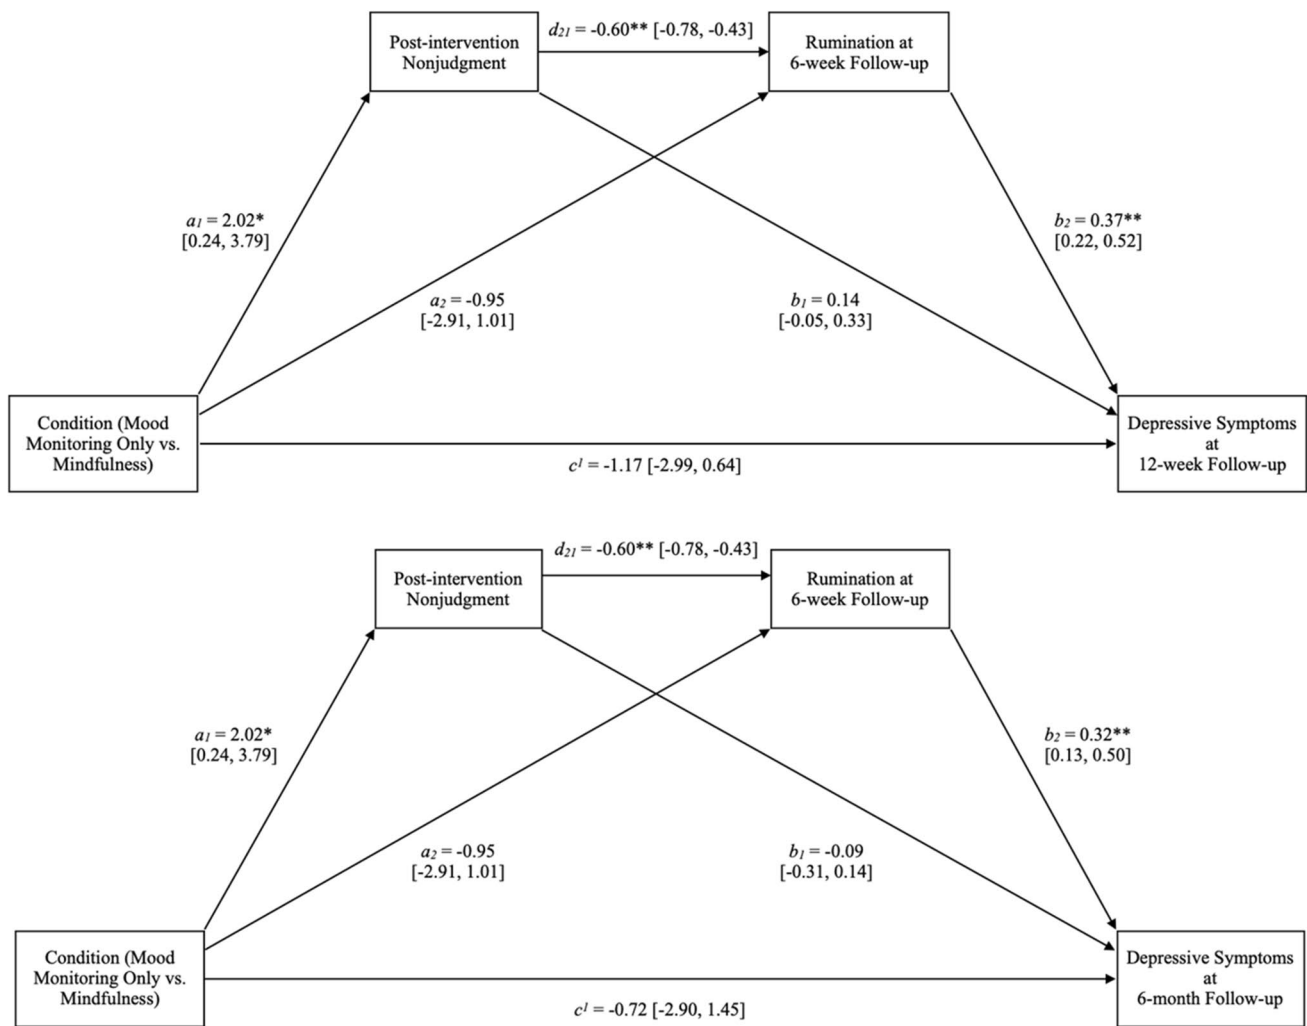 d21 = -0.60** [-0.78, -0.43]
Post-intervention
Nonjudgment
Rumination at
6-week Follow-up
a1 = 2.02*
[0.24, 3.79]
b2 = 0.37**
[0.22, 0.52]
a2 = -0.95
[-2.91, 1.01]
b1 = 0.14
[-0.05, 0.33]
Condition (Mood
Monitoring Only vs.
Mindfulness)
Depressive Symptoms
at
12-week Follow-up
c¹ = -1.17 [-2.99, 0.64]
d21 = -0.60** [-0.78, -0.43]
Post-intervention
Nonjudgment
Rumination at
6-week Follow-up
a1 = 2.02*
[0.24, 3.79]
b2 = 0.32**
[0.13, 0.50]
a2 = -0.95
[-2.91, 1.01]
b1 = -0.09
[-0.31, 0.14]
Condition (Mood
Monitoring Only vs.
Mindfulness)
Depressive Symptoms
at
6-month Follow-up
c¹ = -0.72 [-2.90, 1.45]